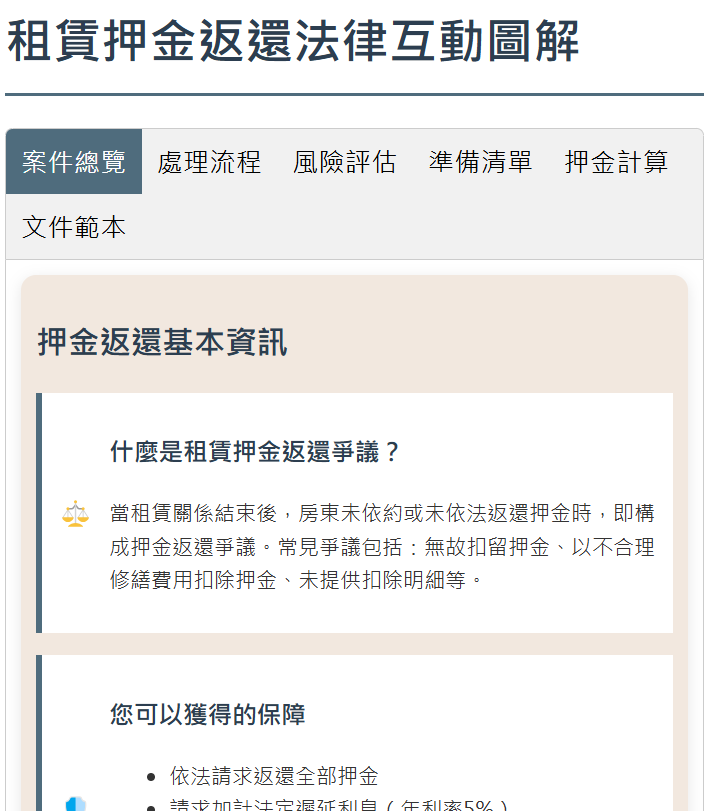 租賃押金返還法律互動圖解
案件總覽 處理流程 風險評估 準備清單 押金計算
文件範本
押金返還基本資訊
什麼是租賃押金返還爭議？
當租賃關係結束後，房東未依約或未依法返還押金時，即構
成押金返還爭議。常見爭議包括：無故扣留押金、以不合理
修繕費用扣除押金、未提供扣除明細等。
您可以獲得的保障
依法請求返還全部押金
請求加計法定遲延利息（年利率5%）